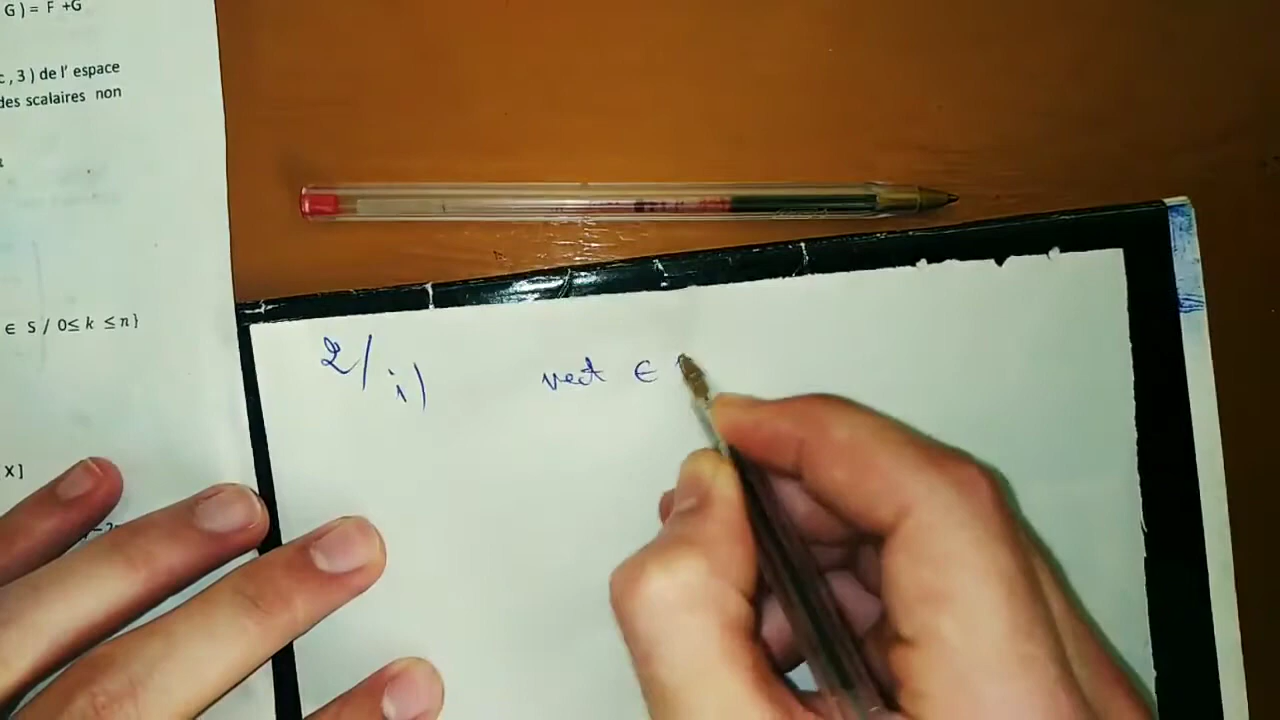 G ) = F +G
c , 3 ) de l' espace
des scalaires non
∈ S / 0≤ k ≤ n }
X ]
2/ i) vect ∈